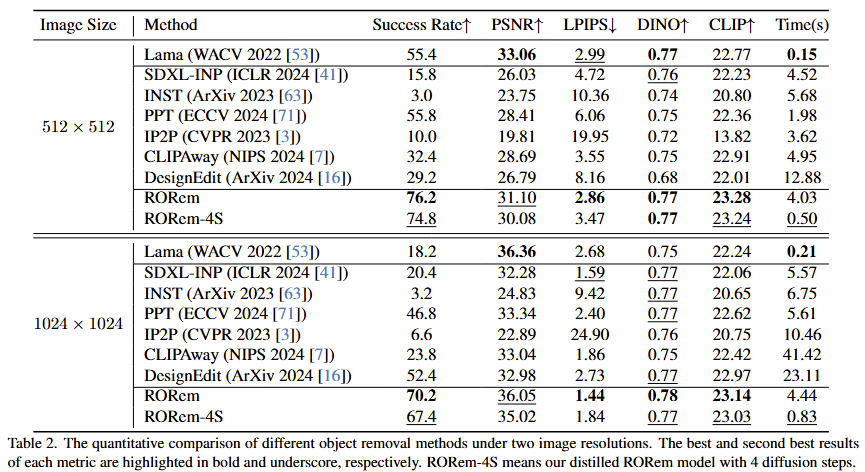 Image Size Method Success Rate↑ PSNR↑ LPIPS↓ DINO↑ CLIP↑ Time(s)
512 × 512
Lama (WACV 2022 [53]) 55.4 33.06 2.99 0.77 22.77 0.15
SDXL-INP (ICLR 2024 [41]) 15.8 26.03 4.72 0.76 22.23 4.52
INST (ArXiv 2023 [63]) 3.0 23.75 10.36 0.74 20.80 5.68
PPT (ECCV 2024 [71]) 55.8 28.41 6.06 0.75 22.36 1.98
IP2P (CVPR 2023 [3]) 10.0 19.81 19.95 0.72 13.82 3.62
CLIPAway (NIPS 2024 [7]) 32.4 28.69 3.55 0.75 22.91 4.95
DesignEdit (ArXiv 2024 [16]) 29.2 26.79 8.16 0.68 22.01 12.88
RORem 76.2 31.10 2.86 0.77 23.28 4.03
RORem-4S 74.8 30.08 3.47 0.77 23.24 0.50
1024 × 1024
Lama (WACV 2022 [53]) 18.2 36.36 2.68 0.75 22.24 0.21
SDXL-INP (ICLR 2024 [41]) 20.4 32.28 1.59 0.77 22.06 5.57
INST (ArXiv 2023 [63]) 3.2 24.83 9.42 0.77 20.65 6.75
PPT (ECCV 2024 [71]) 46.8 33.34 2.40 0.77 22.62 5.61
IP2P (CVPR 2023 [3]) 6.6 22.89 24.90 0.76 20.75 10.46
CLIPAway (NIPS 2024 [7]) 23.8 33.04 1.86 0.75 22.42 41.42
DesignEdit (ArXiv 2024 [16]) 52.4 32.98 2.73 0.77 22.97 23.11
RORem 70.2 36.05 1.44 0.78 23.14 4.44
RORem-4S 67.4 35.02 1.84 0.77 23.03 0.83
Table 2. The quantitative comparison of different object removal methods under two image resolutions. The best and second best results
of each metric are highlighted in bold and underscore, respectively. RORem-4S means our distilled RORem model with 4 diffusion steps.